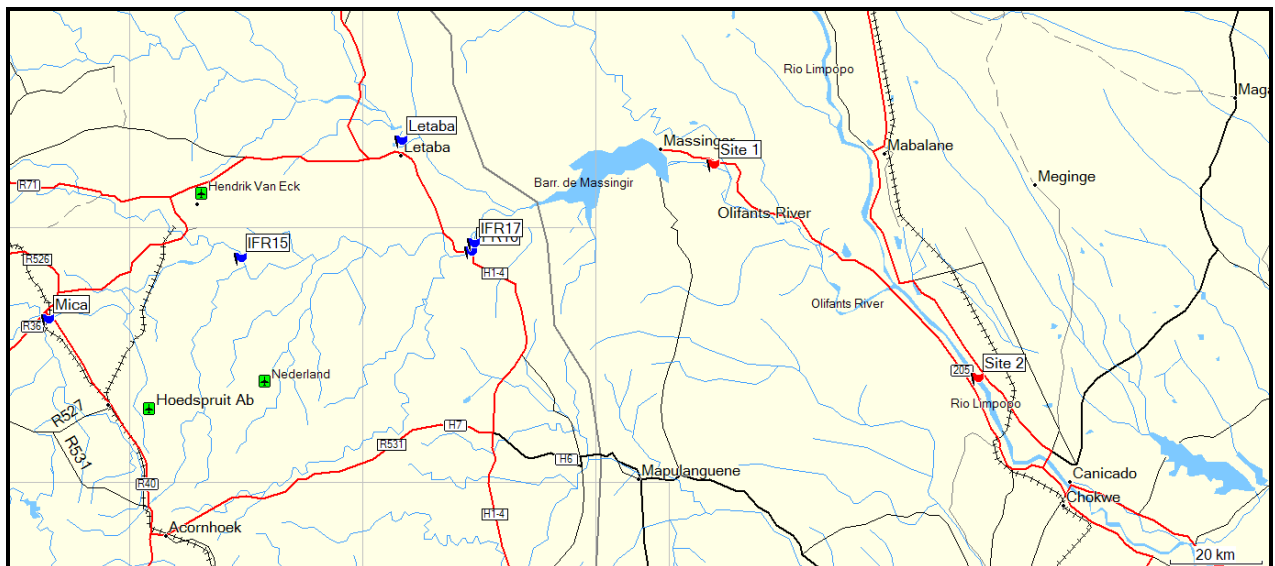 Rio Limpopo
Maga
Letaba
Letaba
Massinger
Site 1
Mabalane
R71
Hendrik Van Eck
Barr. de Massingir
Meginge
Olifants River
IFR17
IFR15
R526
H1-4
Mica
R36
Olifants River
Site 2
205
Nederland
Rio Limpopo
Hoedspruit Ab
R527
H7
R531
R531
H6
Mapulanguene
Canicado
R40
Chokwe
H1-4
Acornhoek
20 km